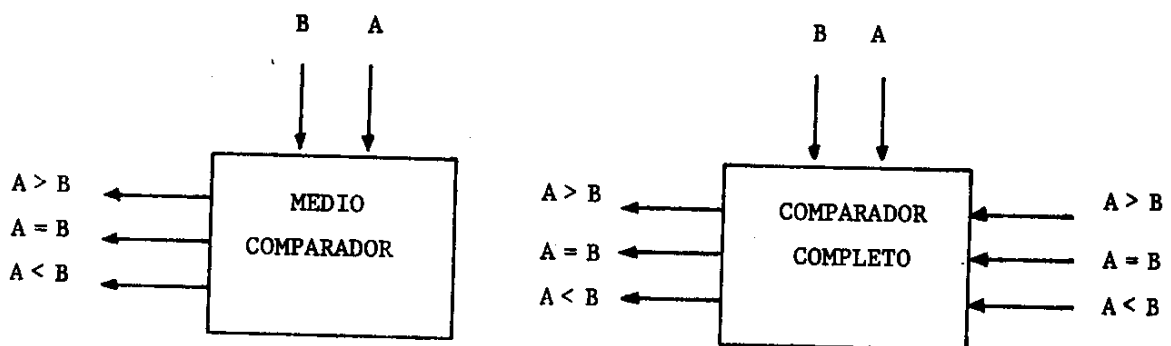 B A
A > B
A = B
A < B
MEDIO
COMPARADOR
B A
A > B
A = B
A < B
COMPARADOR
COMPLETO
A > B
A = B
A < B